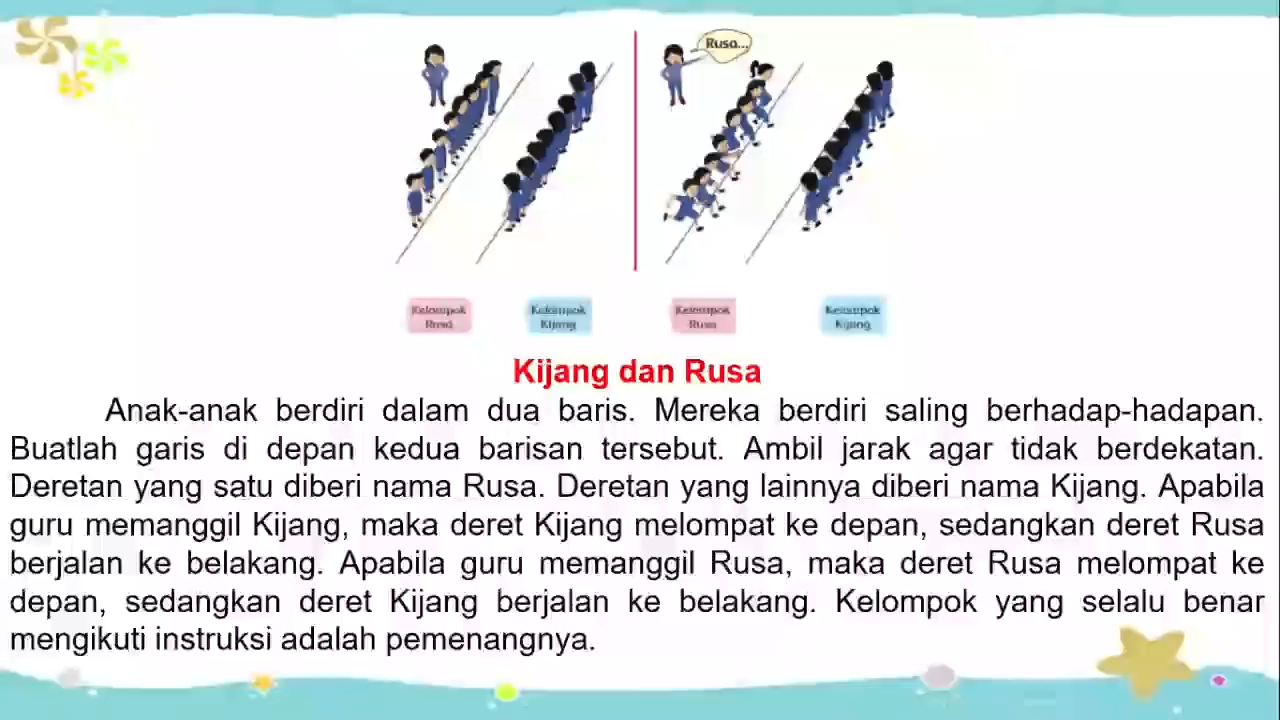 Rusa...
Kelompok Kelompok Kelompok Kelompok
Rusa Kijang Rusa Kijang
Kijang dan Rusa
Anak-anak berdiri dalam dua baris. Mereka berdiri saling berhadap-hadapan.
Buatlah garis di depan kedua barisan tersebut. Ambil jarak agar tidak berdekatan.
Deretan yang satu diberi nama Rusa. Deretan yang lainnya diberi nama Kijang. Apabila
guru memanggil Kijang, maka deret Kijang melompat ke depan, sedangkan deret Rusa
berjalan ke belakang. Apabila guru memanggil Rusa, maka deret Rusa melompat ke
depan, sedangkan deret Kijang berjalan ke belakang. Kelompok yang selalu benar
mengikuti instruksi adalah pemenangnya.